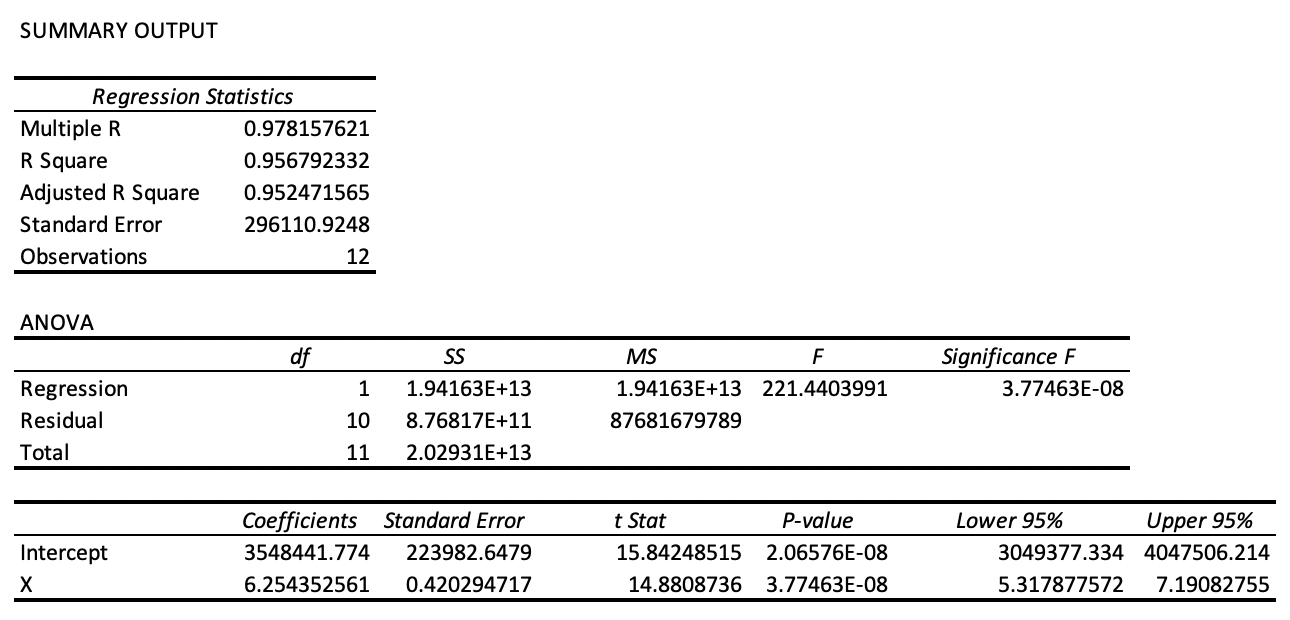 SUMMARY OUTPUT
Regression Statistics
Multiple R 0.978157621
R Square 0.956792332
Adjusted R Square 0.952471565
Standard Error 296110.9248
Observations 12
ANOVA
df SS MS F Significance F
Regression 1 1.94163E+13 1.94163E+13 221.4403991 3.77463E-08
Residual 10 8.76817E+11 87681679789
Total 11 2.02931E+13
Coefficients Standard Error t Stat P-value Lower 95% Upper 95%
Intercept 3548441.774 223982.6479 15.84248515 2.06576E-08 3049377.334 4047506.214
X 6.254352561 0.420294717 14.8808736 3.77463E-08 5.317877572 7.19082755